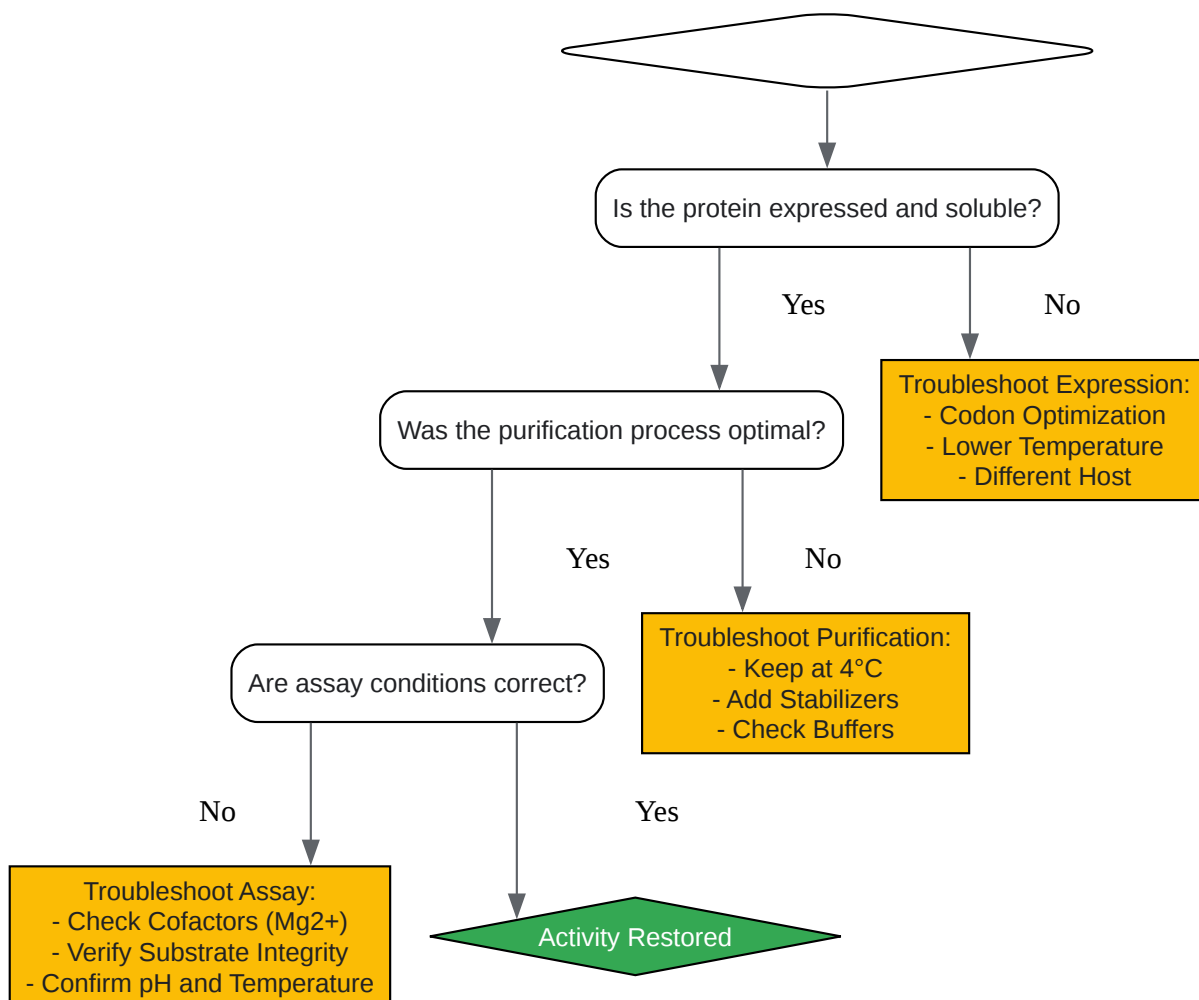 Is the protein expressed and soluble?
Yes
No
Troubleshoot Expression:
- Codon Optimization
- Lower Temperature
- Different Host
Was the purification process optimal?
Yes
No
Troubleshoot Purification:
- Keep at 4°C
- Add Stabilizers
- Check Buffers
Are assay conditions correct?
No
Yes
Troubleshoot Assay:
- Check Cofactors (Mg2+)
- Verify Substrate Integrity
- Confirm pH and Temperature
Activity Restored